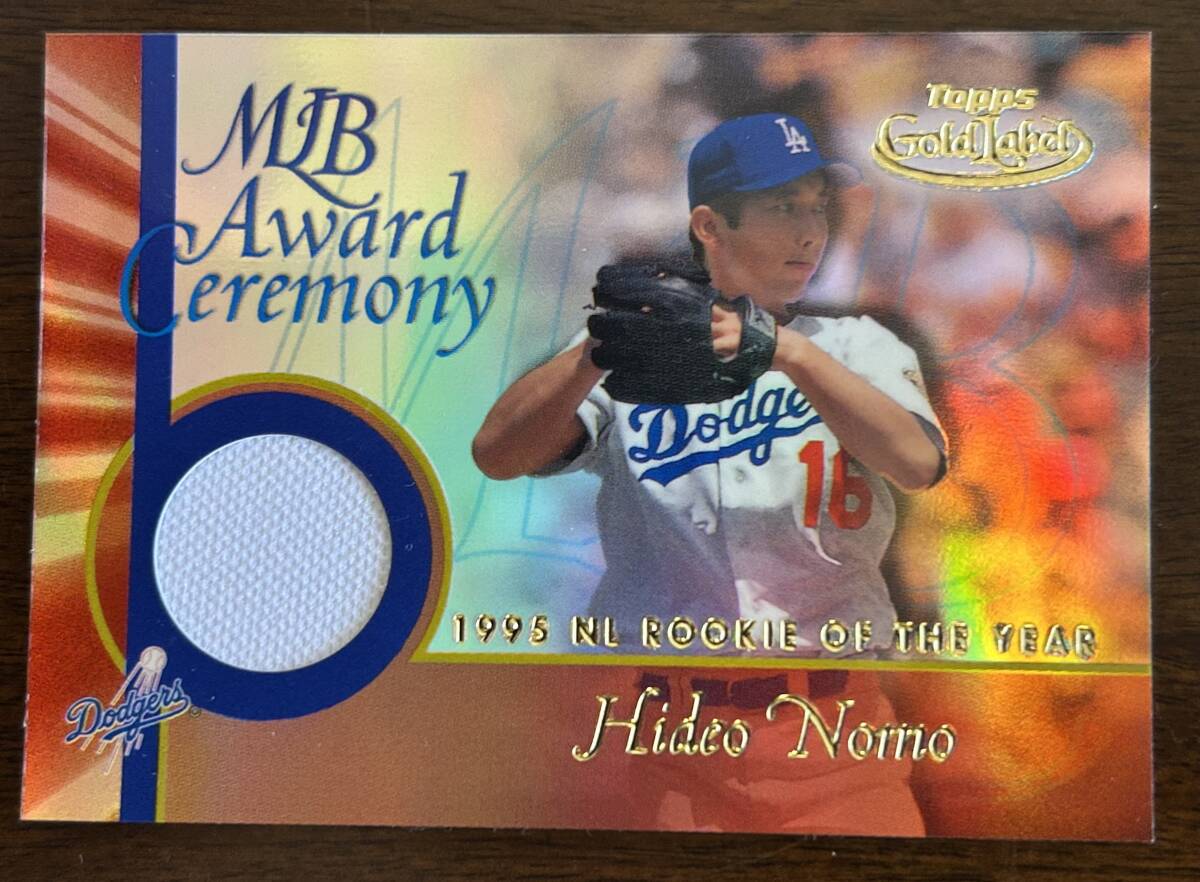 MLB
Award
Ceremony
Topps
Gold Label
LA
Dodgers
16
1995 NL ROOKIE OF THE YEAR
Dodgers
Hideo Nomo